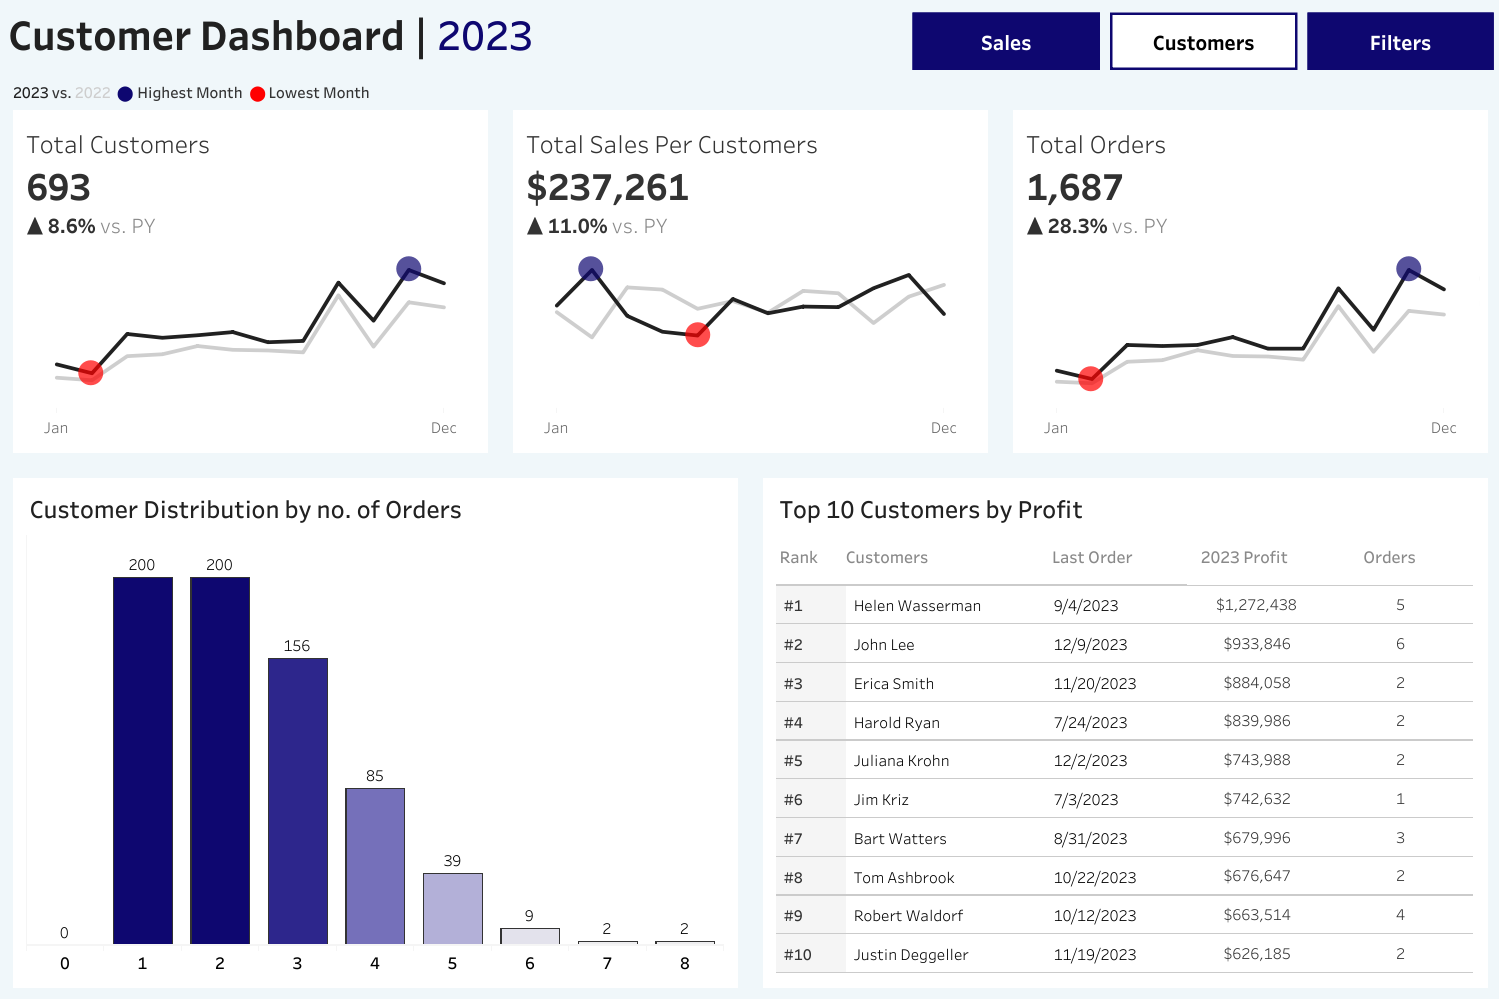 Customer Dashboard | 2023
Sales
Customers
Filters
2023 vs. 2022 Highest Month Lowest Month
Total Customers
693
▲ 8.6% vs. PY
Jan Dec
Total Sales Per Customers
$237,261
▲ 11.0% vs. PY
Jan Dec
Total Orders
1,687
▲ 28.3% vs. PY
Jan Dec
Customer Distribution by no. of Orders
0 200 200 156 85 39 9 2 2
0 1 2 3 4 5 6 7 8
Top 10 Customers by Profit
Rank Customers Last Order 2023 Profit Orders
#1 Helen Wasserman 9/4/2023 $1,272,438 5
#2 John Lee 12/9/2023 $933,846 6
#3 Erica Smith 11/20/2023 $884,058 2
#4 Harold Ryan 7/24/2023 $839,986 2
#5 Juliana Krohn 12/2/2023 $743,988 2
#6 Jim Kriz 7/3/2023 $742,632 1
#7 Bart Watters 8/31/2023 $679,996 3
#8 Tom Ashbrook 10/22/2023 $676,647 2
#9 Robert Waldorf 10/12/2023 $663,514 4
#10 Justin Deggeller 11/19/2023 $626,185 2